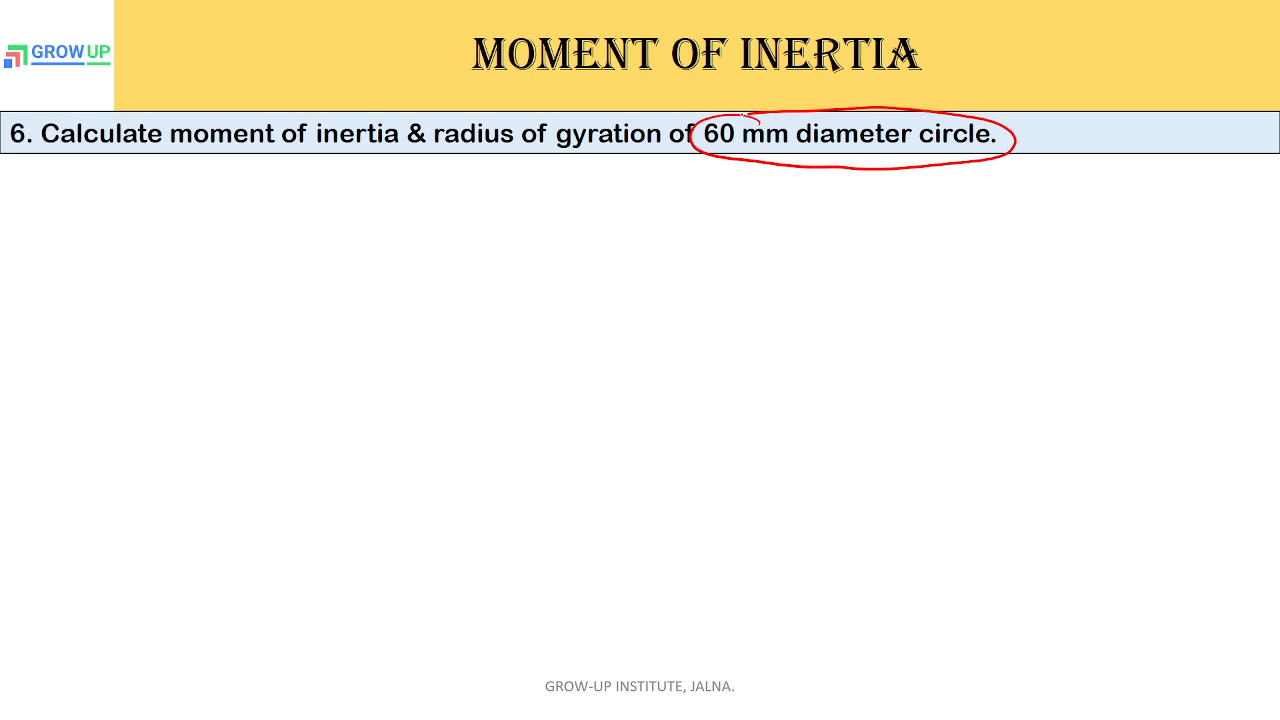 GROW UP
MOMENT OF INERTIA
6. Calculate moment of inertia & radius of gyration of 60 mm diameter circle.
GROW-UP INSTITUTE, JALNA.